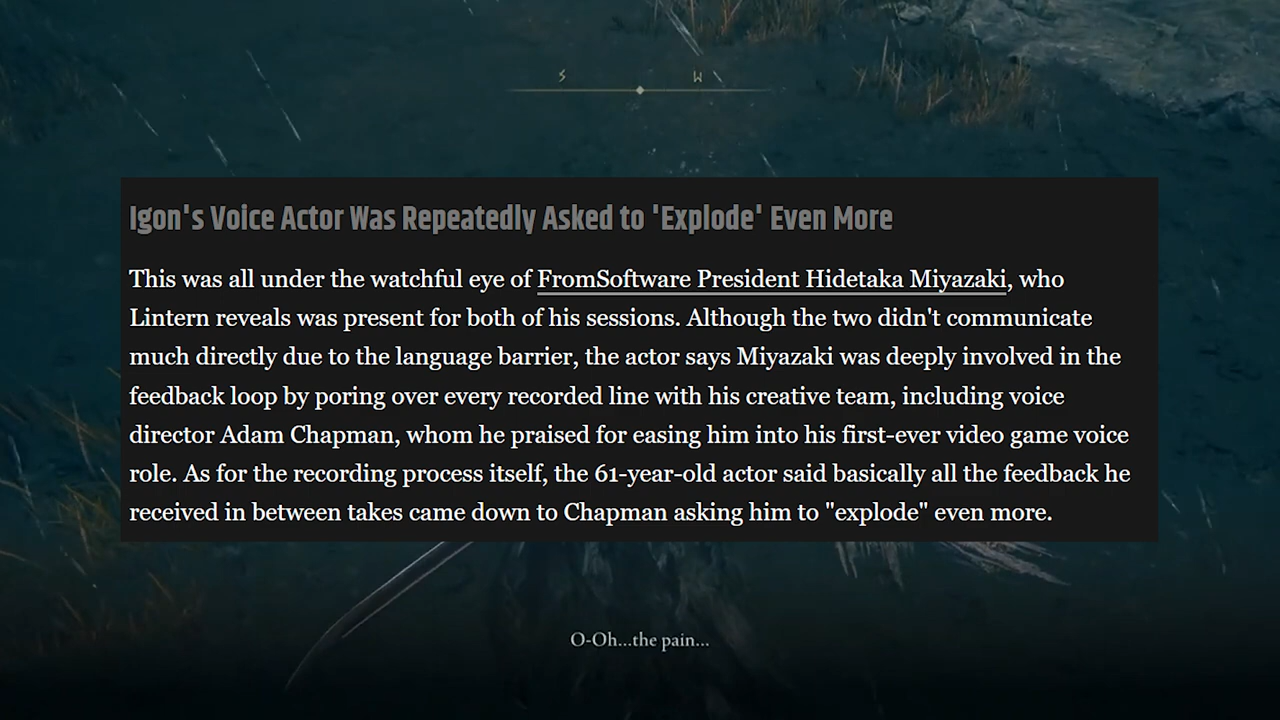 S W
Igon's Voice Actor Was Repeatedly Asked to 'Explode' Even More
This was all under the watchful eye of FromSoftware President Hidetaka Miyazaki, who
Lintern reveals was present for both of his sessions. Although the two didn't communicate
much directly due to the language barrier, the actor says Miyazaki was deeply involved in the
feedback loop by poring over every recorded line with his creative team, including voice
director Adam Chapman, whom he praised for easing him into his first-ever video game voice
role. As for the recording process itself, the 61-year-old actor said basically all the feedback he
received in between takes came down to Chapman asking him to "explode" even more.
O-Oh...the pain...